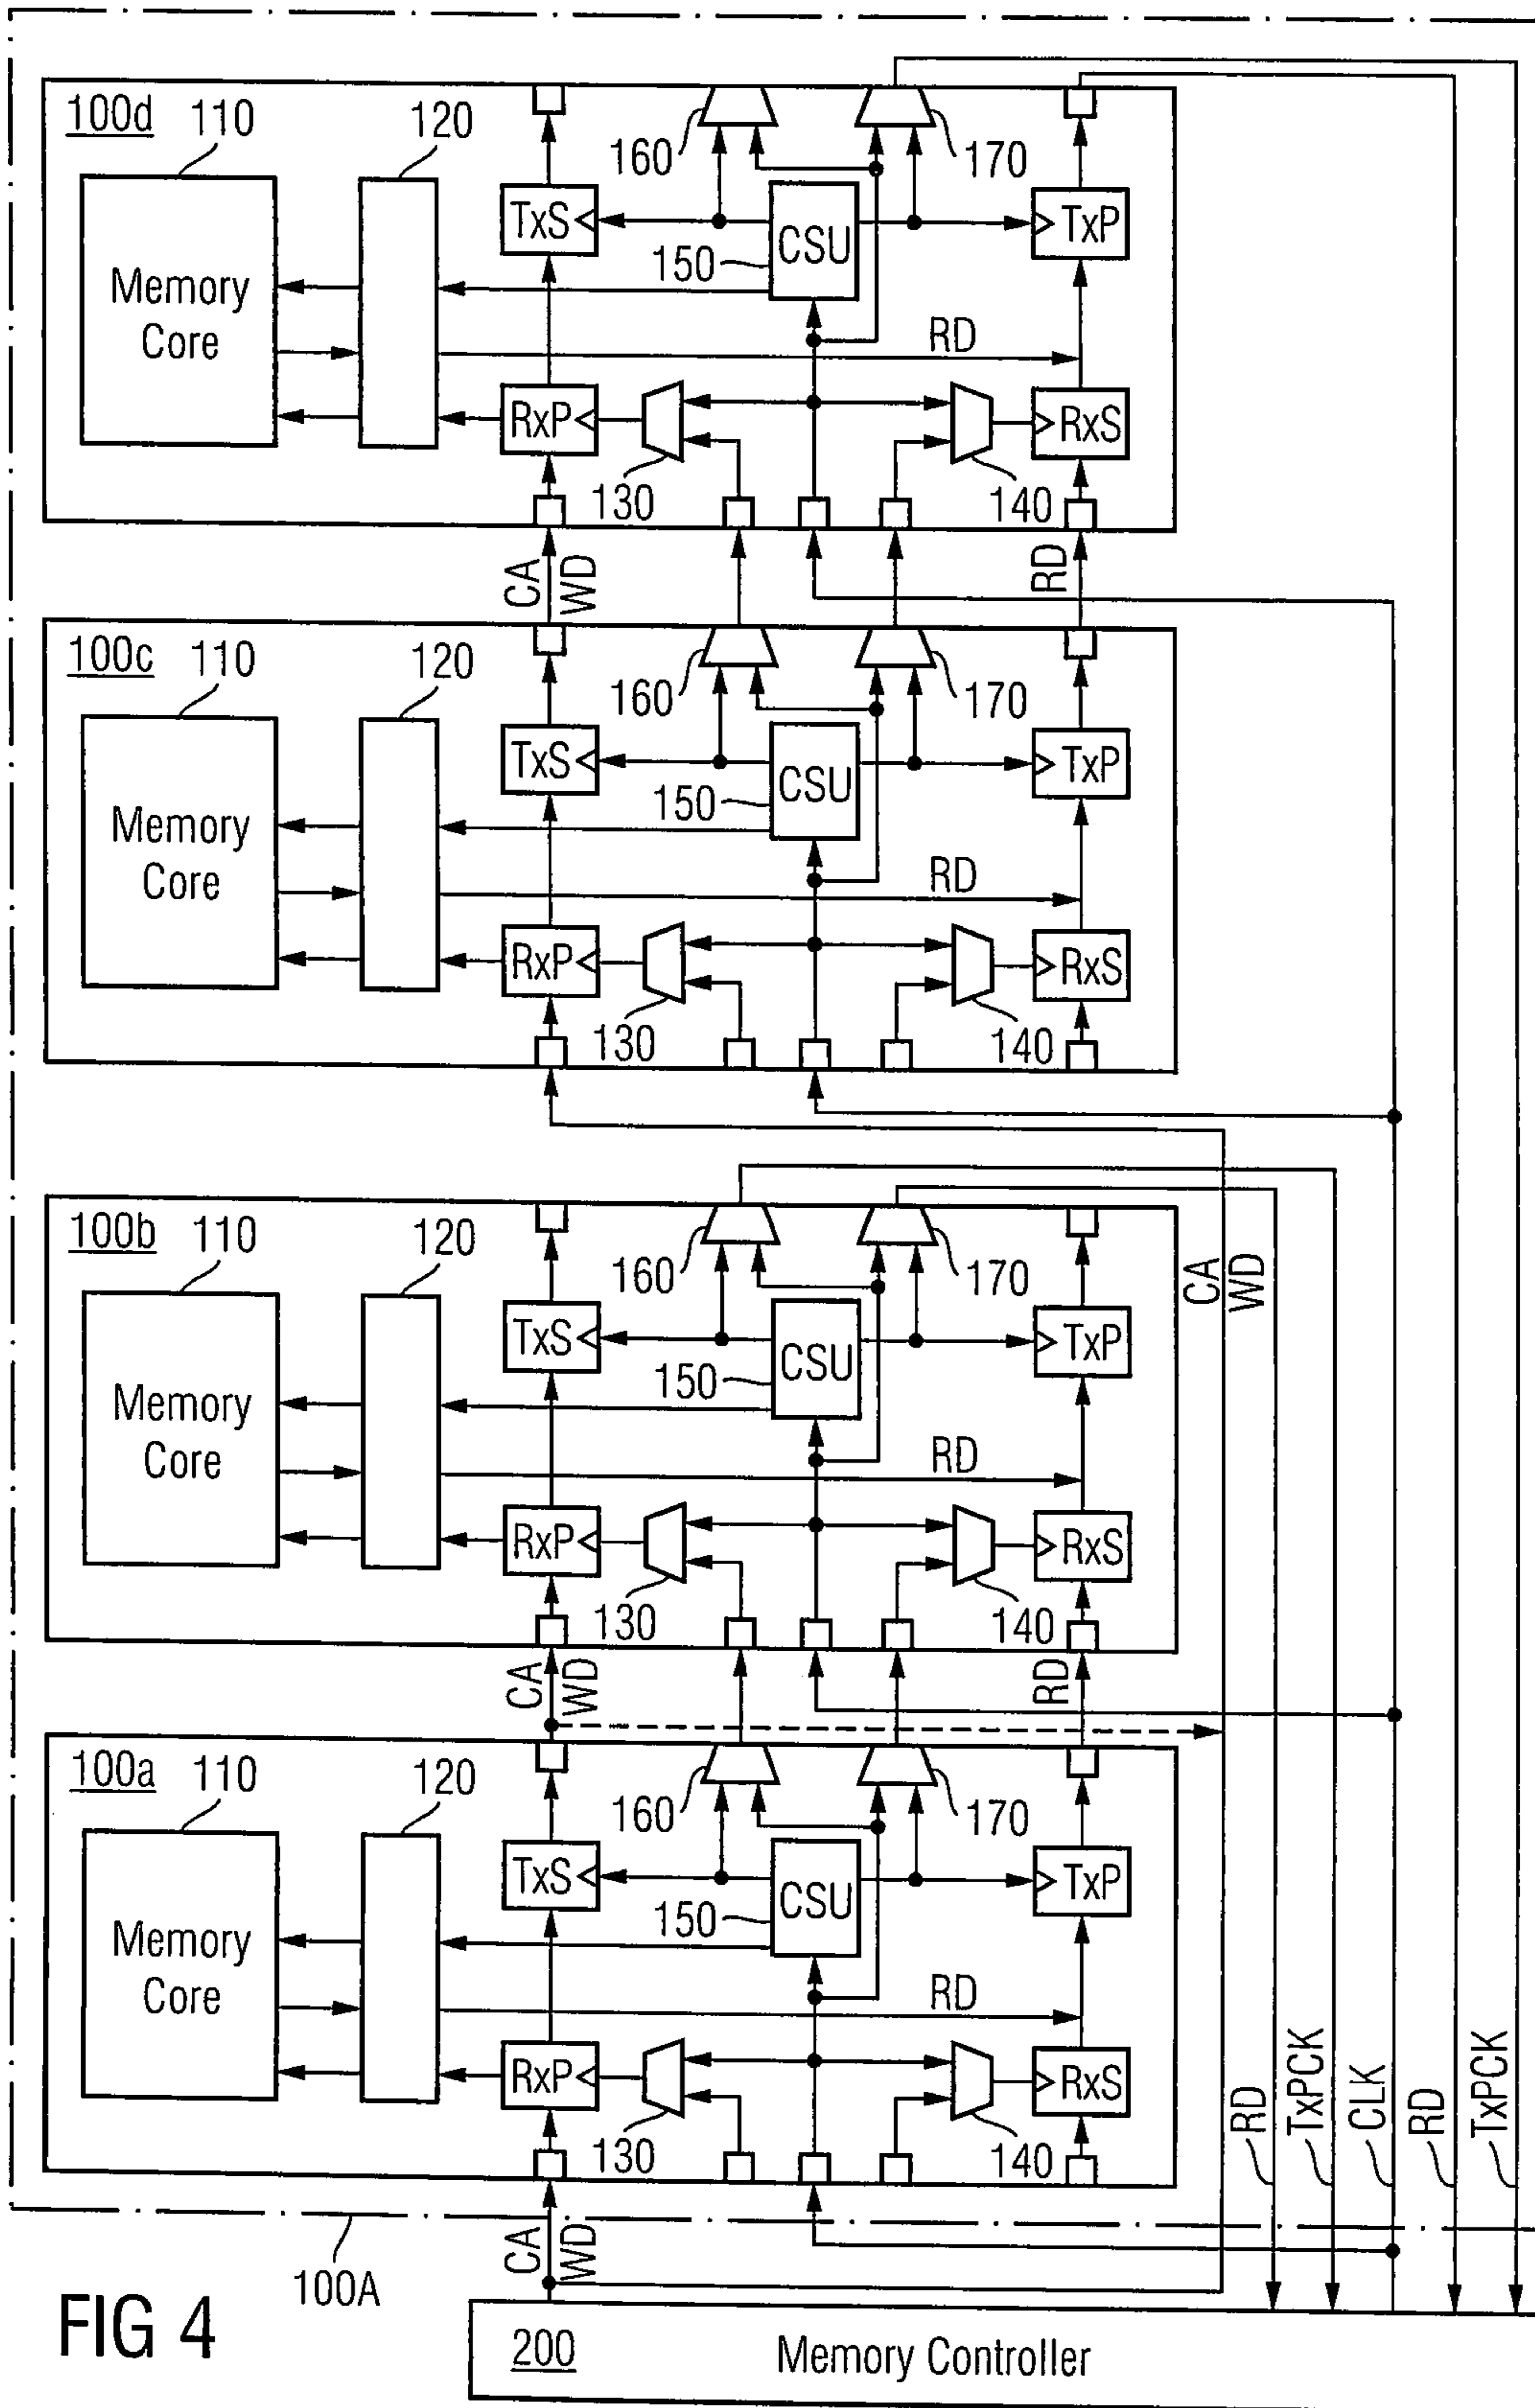 100d 110 120
160 170
TxS CSU TxP
150
Memory
Core
RD
RxP RxS
130 140
CA WD RD
100c 110 120
160 170
TxS CSU TxP
150
Memory
Core
RD
RxP RxS
130 140
100b 110 120
160 170
CA WD
TxS CSU TxP
150
Memory
Core
RD
RxP RxS
130 140
CA WD RD
100a 110 120
160 170
TxS CSU TxP
150
Memory
Core
RD
RxP RxS
130 140
RD TxPCK CLK RD TxPCK
CA WD
100A
FIG 4
200 Memory Controller